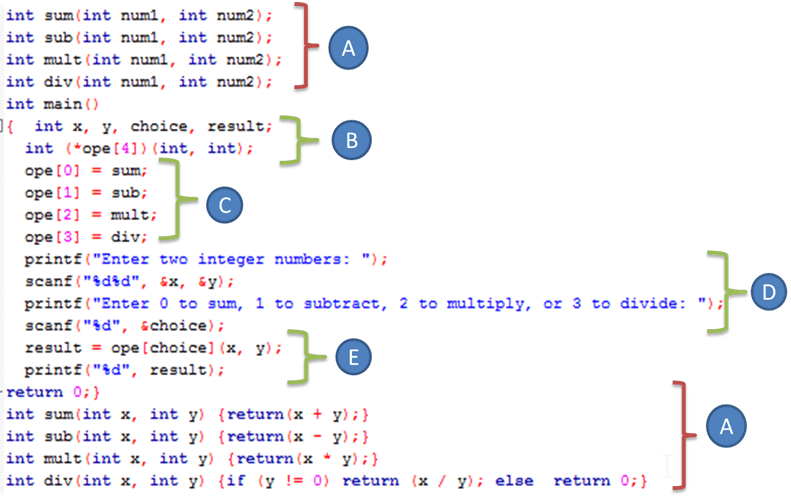 int sum(int num1, int num2);
int sub(int num1, int num2);
int mult(int num1, int num2);
int div(int num1, int num2);
A
int main()
{ int x, y, choice, result;
int (*ope[4])(int, int);
B
ope[0] = sum;
ope[1] = sub;
ope[2] = mult;
ope[3] = div;
C
printf("Enter two integer numbers: ");
scanf("%d%d", &x, &y);
printf("Enter 0 to sum, 1 to subtract, 2 to multiply, or 3 to divide: ");
scanf("%d", &choice);
D
result = ope[choice](x, y);
printf("%d", result);
E
return 0;}
int sum(int x, int y) {return(x + y);}
int sub(int x, int y) {return(x - y);}
int mult(int x, int y) {return(x * y);}
int div(int x, int y) {if (y != 0) return (x / y); else  return 0;}
A